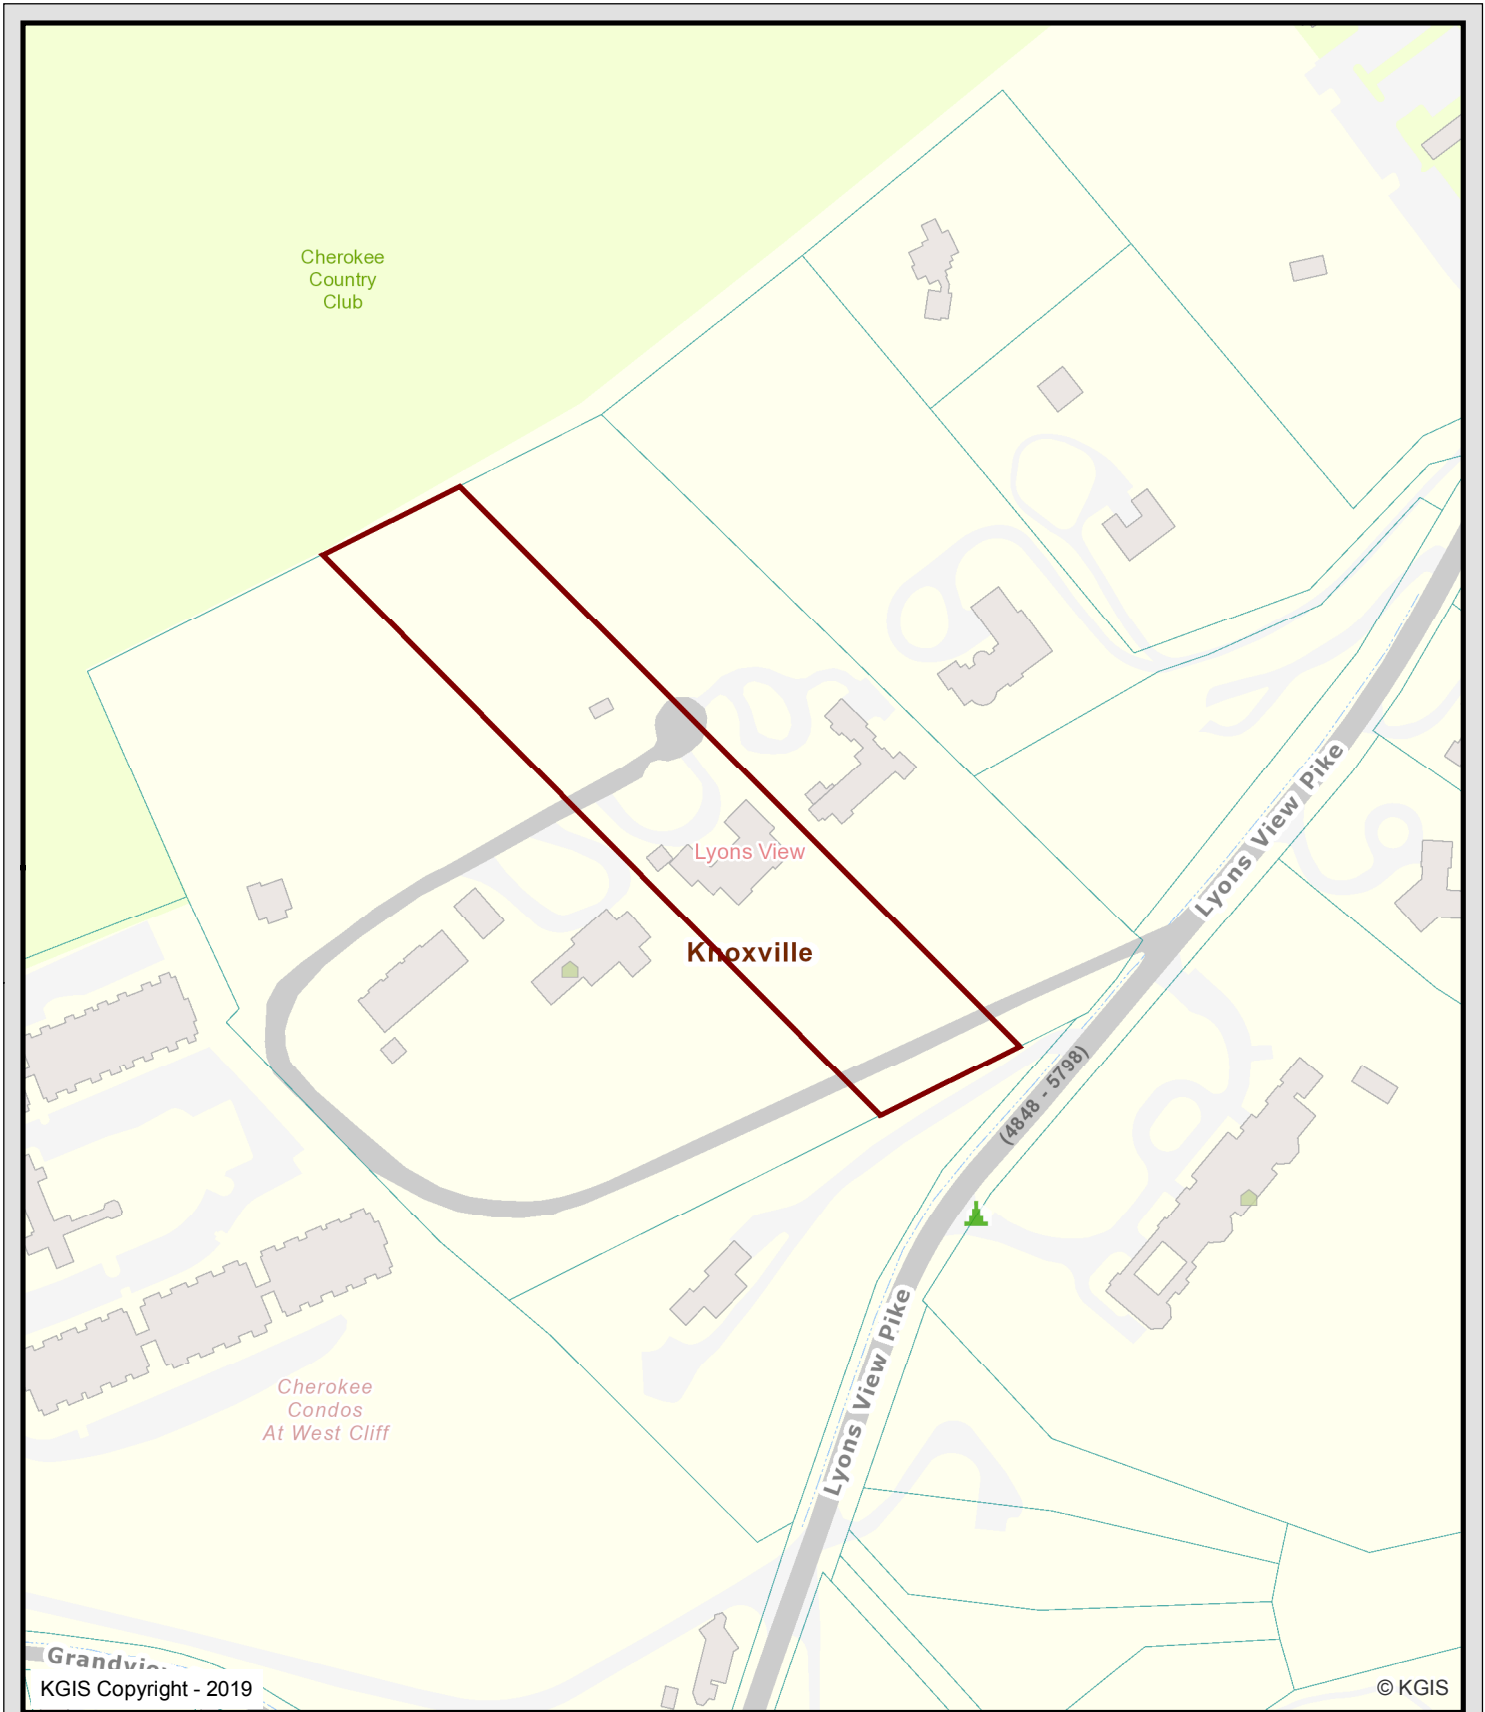 Cherokee
Country
Club
Lyons View Pike
Lyons View
Knoxville
(4848 - 5798)
Lyons View Pike
Cherokee
Condos
At West Cliff
KGIS Copyright - 2019
© KGIS